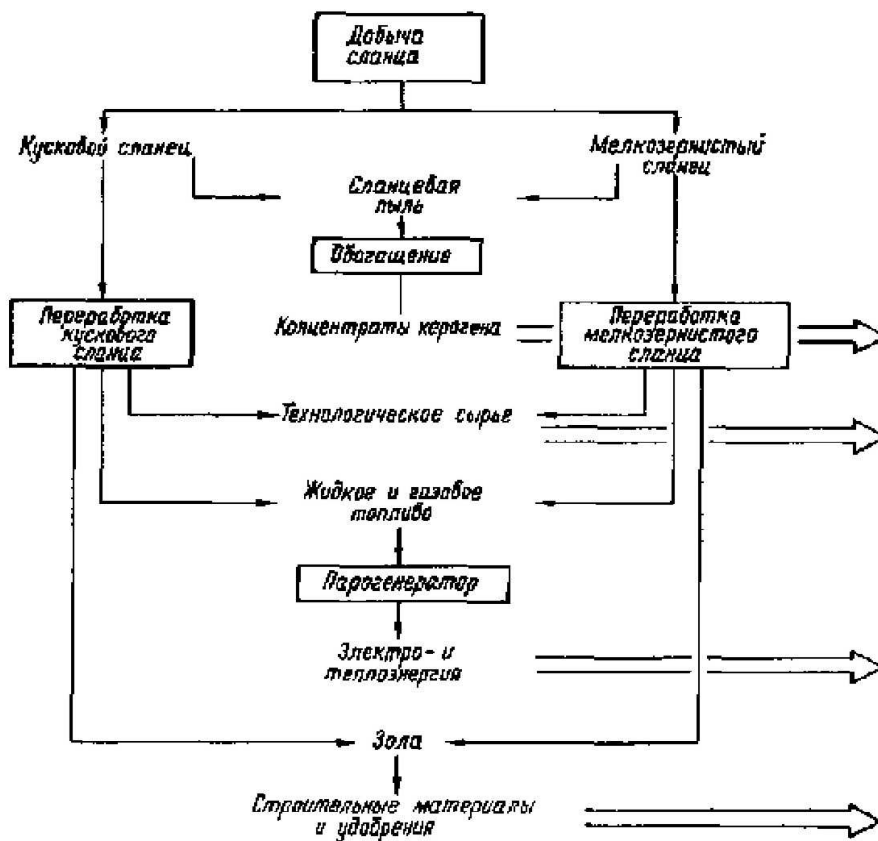 Добыча
сланца
Кусковой сланец
Мелкозернистый
сланец
Сланцевая
пыль
Обогащение
Переработка
кускового
сланца
Концентраты керогена
Переработка
мелкозернистого
сланца
Технологическое сырье
Жидкое и газовое
топливо
Парогенератор
Электро- и
теплоэнергия
Зола
Строительные материалы
и удобрения